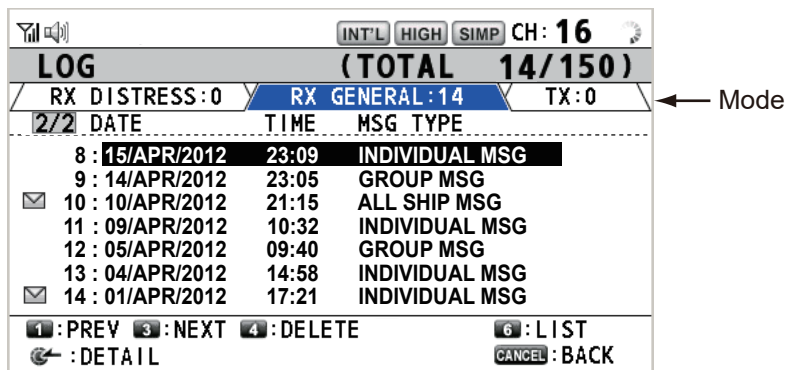 INT'L HIGH SIMP CH: 16
LOG (TOTAL 14/150)
RX DISTRESS:0 RX GENERAL:14 TX:0 Mode
2/2 DATE TIME MSG TYPE
8 : 15/APR/2012 23:09 INDIVIDUAL MSG
9 : 14/APR/2012 23:05 GROUP MSG
10 : 10/APR/2012 21:15 ALL SHIP MSG
11 : 09/APR/2012 10:32 INDIVIDUAL MSG
12 : 05/APR/2012 09:40 GROUP MSG
13 : 04/APR/2012 14:58 INDIVIDUAL MSG
14 : 01/APR/2012 17:21 INDIVIDUAL MSG
1 :PREV 3 :NEXT 4 :DELETE 6 :LIST
:DETAIL CANCEL :BACK